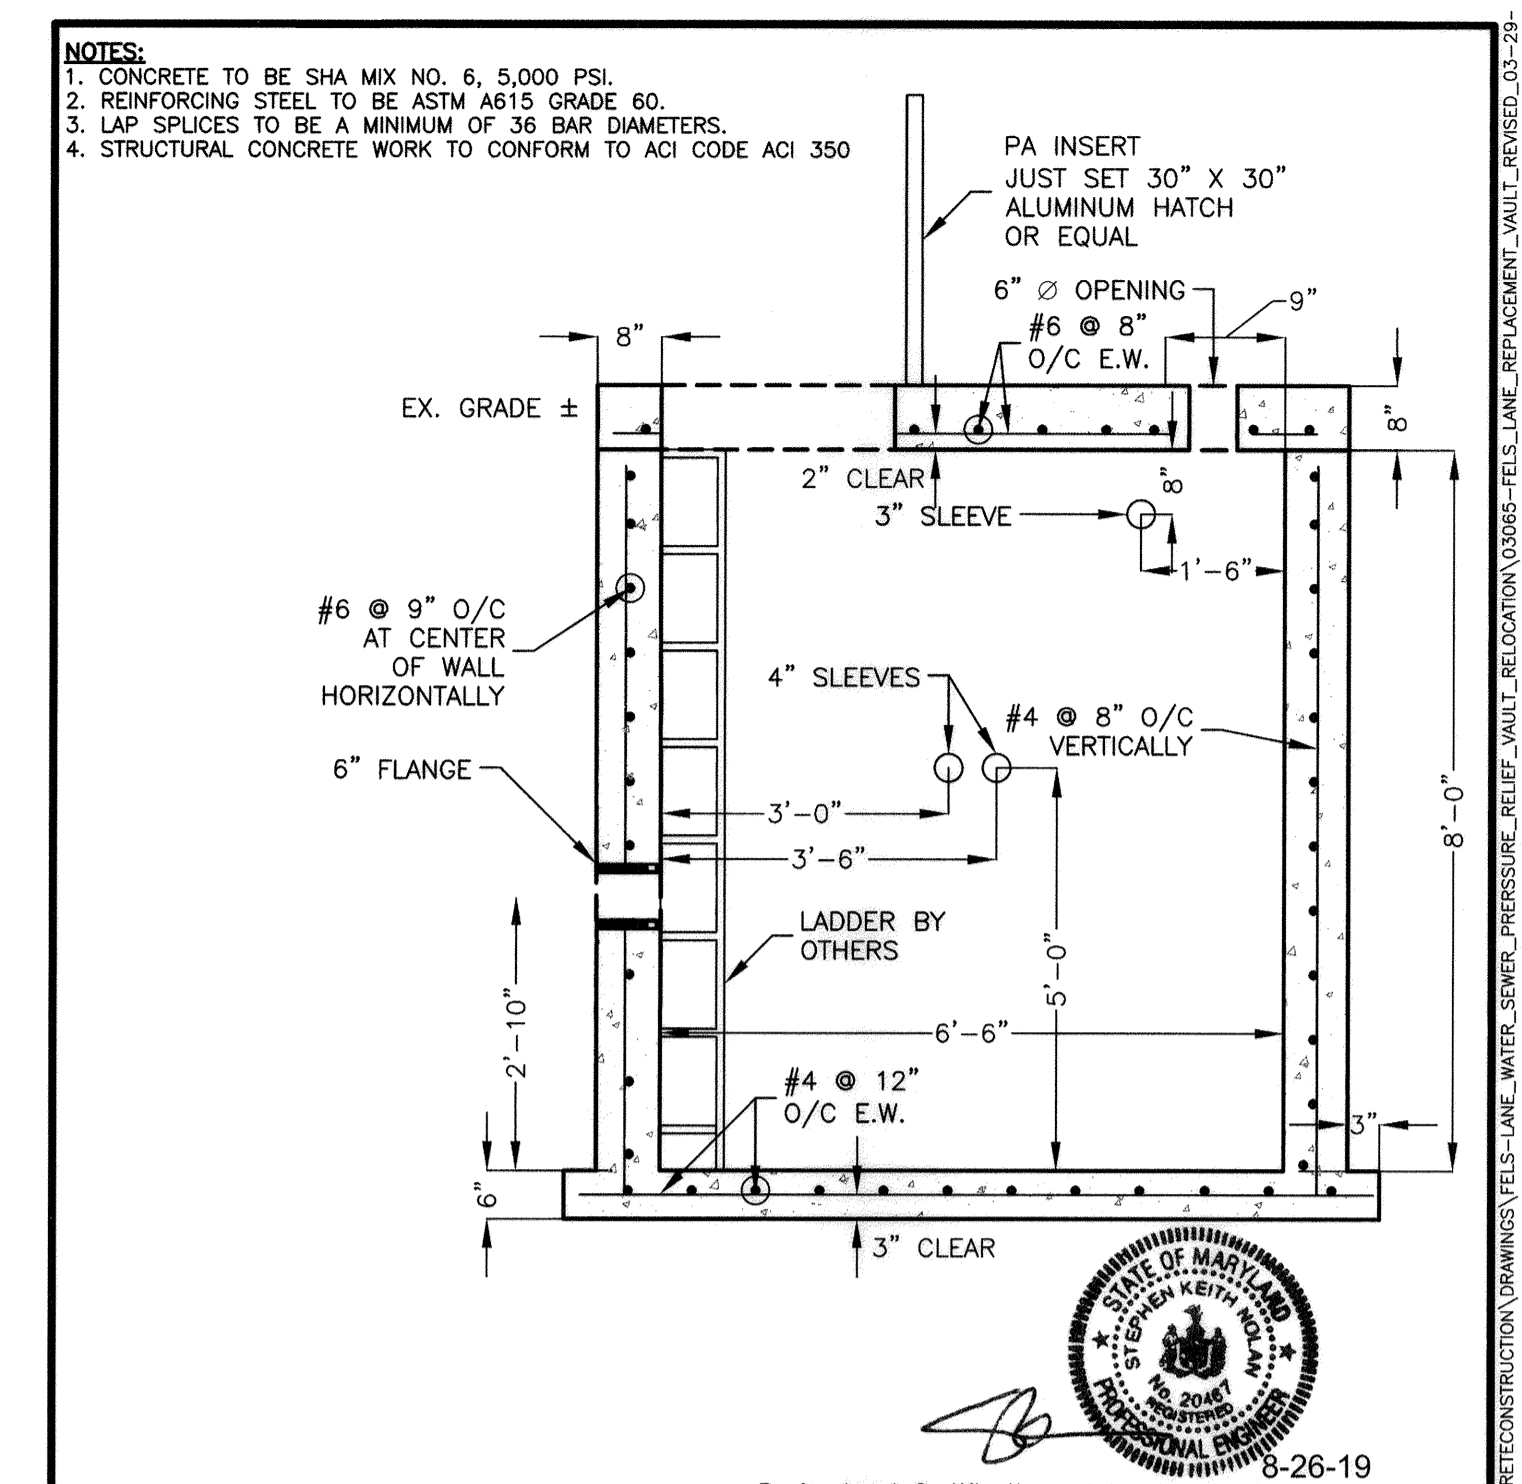 NOTES:
1. CONCRETE TO BE SHA MIX NO. 6, 5,000 PSI.
2. REINFORCING STEEL TO BE ASTM A615 GRADE 60.
3. LAP SPLICES TO BE A MINIMUM OF 36 BAR DIAMETERS.
4. STRUCTURAL CONCRETE WORK TO CONFORM TO ACI CODE ACI 350
PA INSERT
JUST SET 30" X 30"
ALUMINUM HATCH
OR EQUAL
6" Ø OPENING
9"
#6 @ 8"
O/C E.W.
8"
EX. GRADE ±
8"
2" CLEAR
8"
3" SLEEVE
1'-6"
#6 @ 9" O/C
AT CENTER
OF WALL
HORIZONTALLY
4" SLEEVES
#4 @ 8" O/C
VERTICALLY
6" FLANGE
3'-0"
3'-6"
8'-0"
LADDER BY
OTHERS
5'-0"
2'-10"
6'-6"
#4 @ 12"
O/C E.W.
3"
6"
3" CLEAR
STATE OF MARYLAND
STEPHEN KEITH NOLAN
No. 20467
REGISTERED
PROFESSIONAL ENGINEER
8-26-19
RETECONSTRUCTION\DRAWINGS\FELS-LANE_WATER_SEWER_PRERSSURE_RELIEF_VAULT_RELOCATION\03065-FELS_LANE_REPLACEMENT_VAULT_REVISED_03-29-